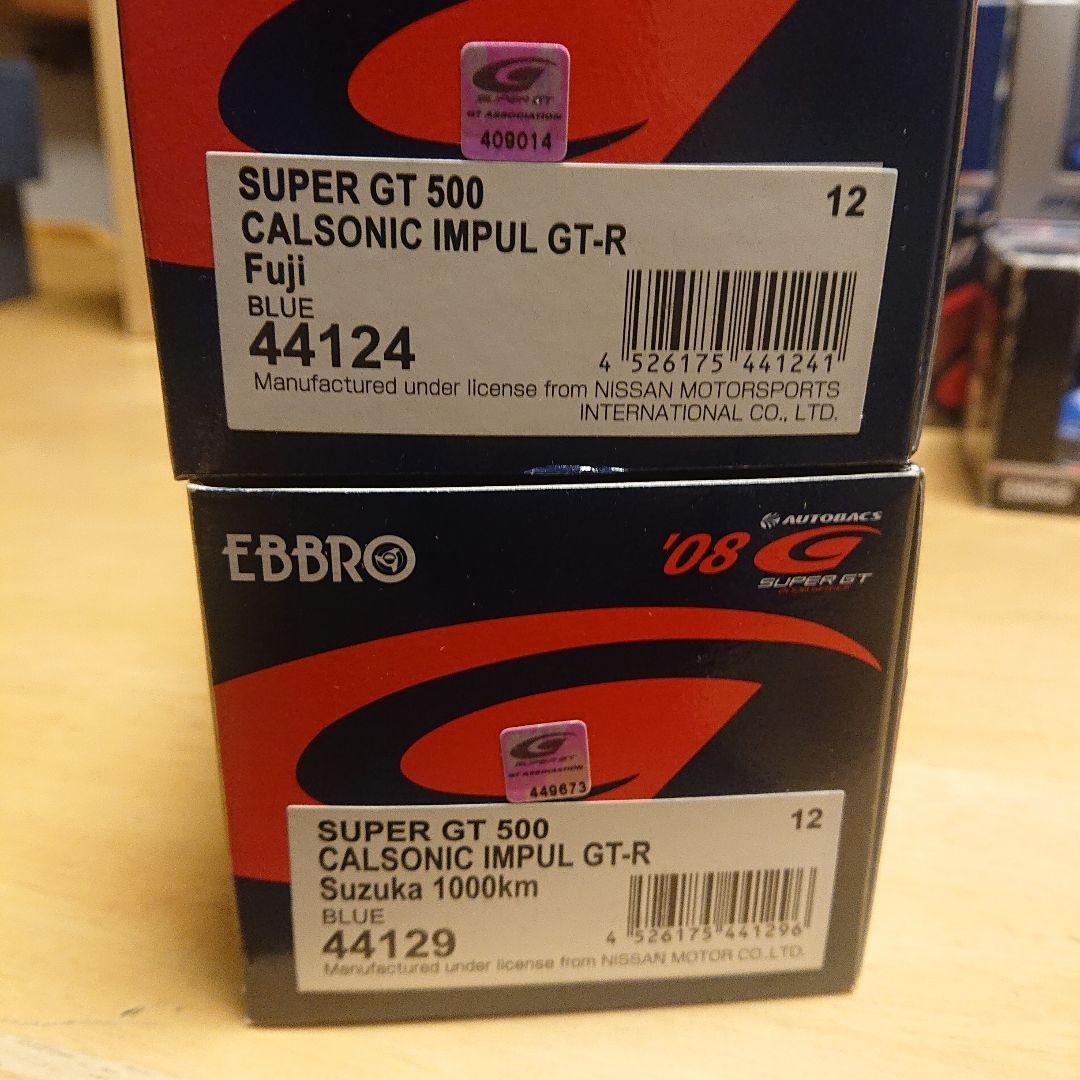 SUPER GT
GT ASSOCIATION
409014
SUPER GT 500
12
CALSONIC IMPUL GT-R
Fuji
BLUE
44124
4 526175 441241
Manufactured under license from NISSAN MOTORSPORTS
INTERNATIONAL CO., LTD.
EBBRO
'08
AUTOBACS
SUPER GT
SUPER GT
GT ASSOCIATION
449673
SUPER GT 500
12
CALSONIC IMPUL GT-R
Suzuka 1000km
BLUE
44129
4 526175 441296
Manufactured under license from NISSAN MOTOR CO.,LTD.